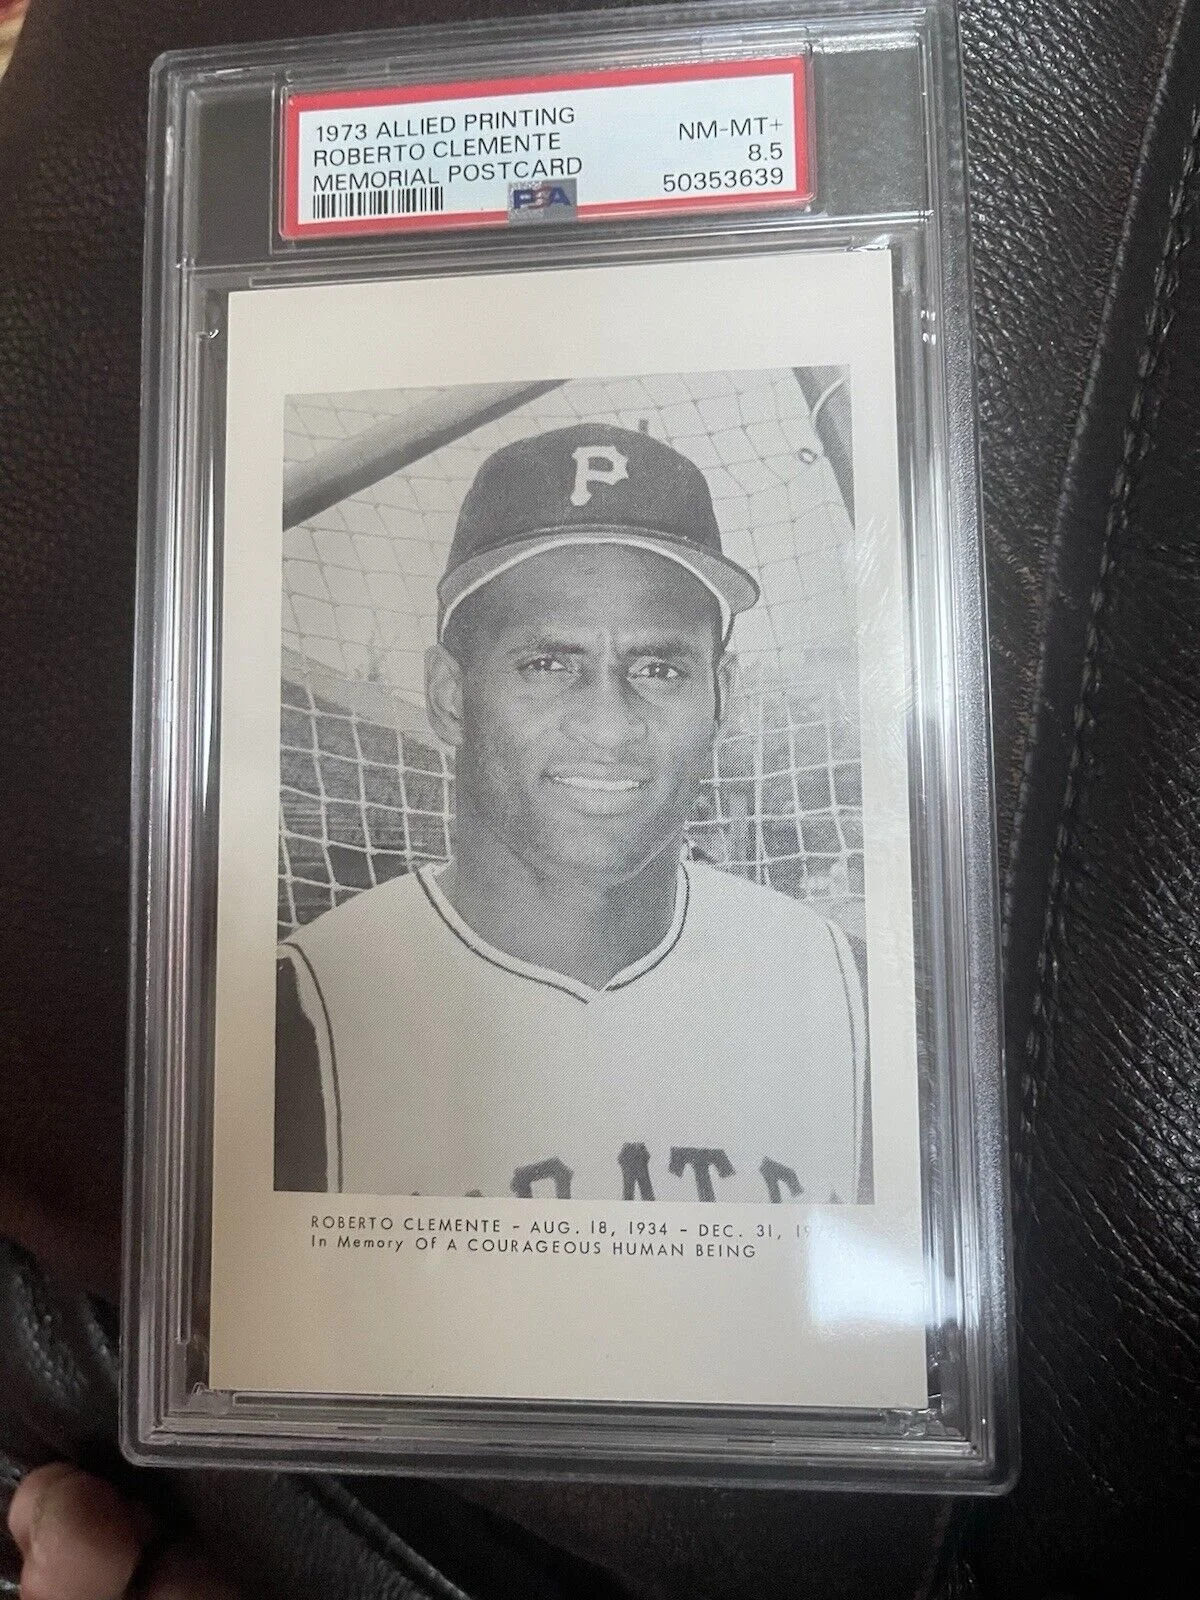 1973 ALLIED PRINTING
ROBERTO CLEMENTE
MEMORIAL POSTCARD
NM-MT+
8.5
50353639
PSA
P
ROBERTO CLEMENTE – AUG. 18, 1934 – DEC. 31,
In Memory OF A COURAGEOUS HUMAN BEING